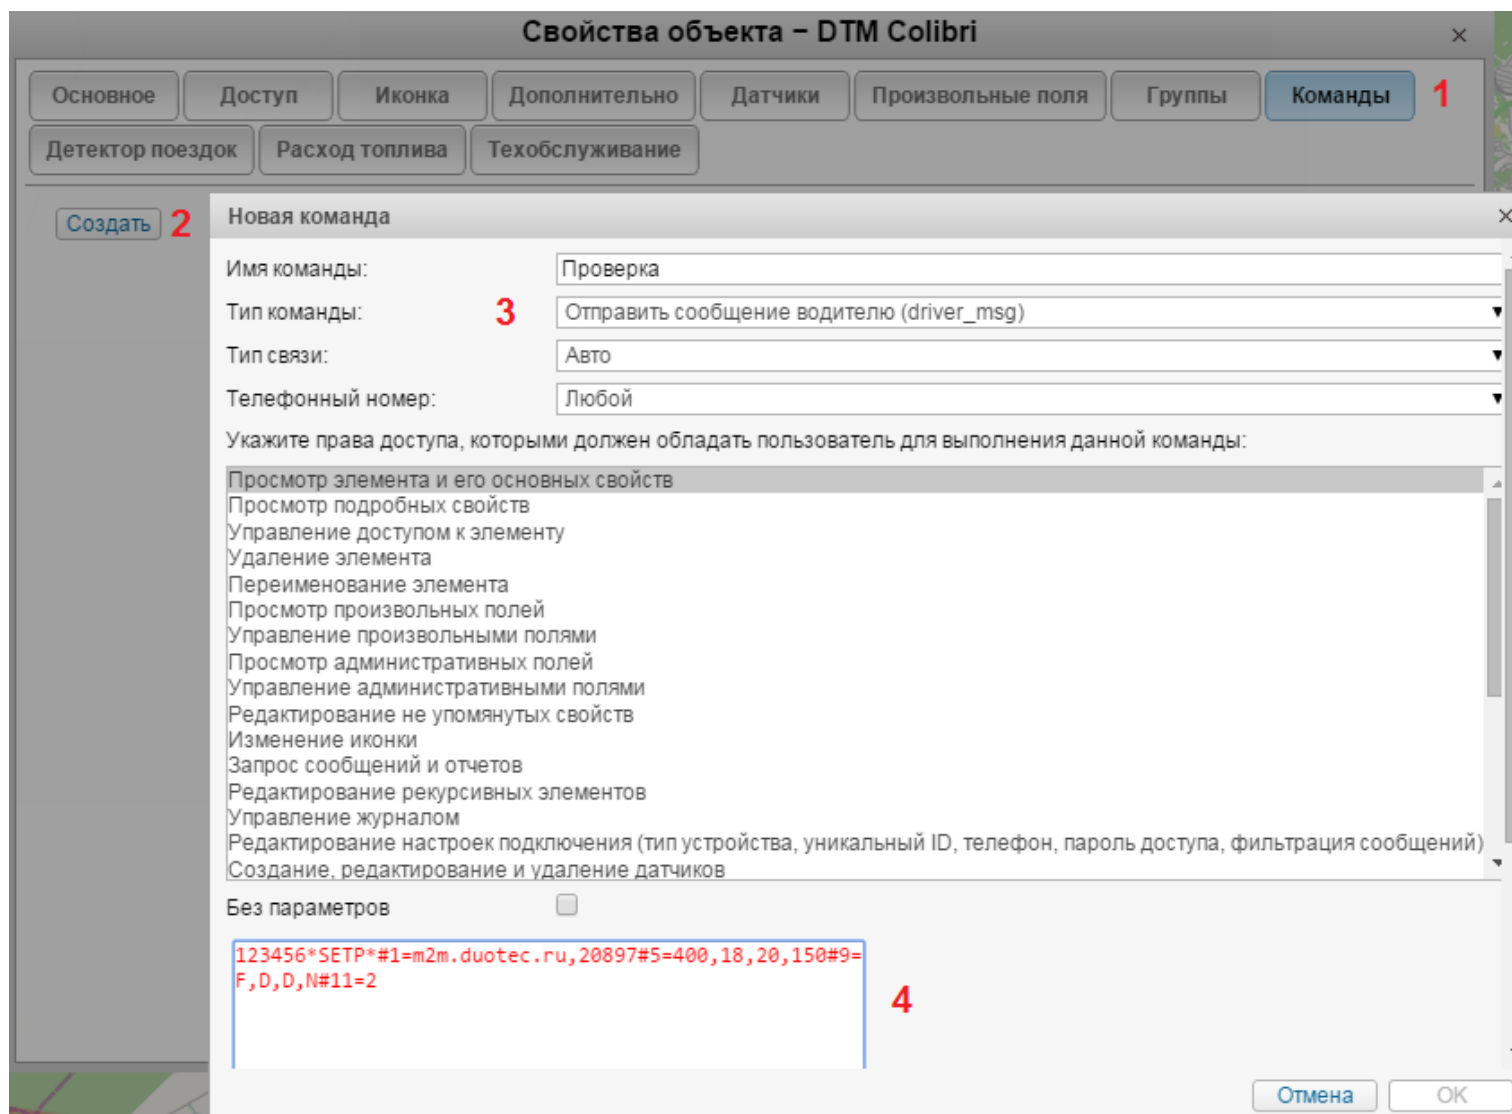 Свойства объекта – DTM Colibri ×
Основное Доступ Иконка Дополнительно Датчики Произвольные поля Группы Команды 1
Детектор поездок Расход топлива Техобслуживание
Создать 2
Новая команда ×
Имя команды: Проверка
Тип команды: 3 Отправить сообщение водителю (driver_msg)
Тип связи: Авто
Телефонный номер: Любой
Укажите права доступа, которыми должен обладать пользователь для выполнения данной команды:
Просмотр элемента и его основных свойств
Просмотр подробных свойств
Управление доступом к элементу
Удаление элемента
Переименование элемента
Просмотр произвольных полей
Управление произвольными полями
Просмотр административных полей
Управление административными полями
Редактирование не упомянутых свойств
Изменение иконки
Запрос сообщений и отчетов
Редактирование рекурсивных элементов
Управление журналом
Редактирование настроек подключения (тип устройства, уникальный ID, телефон, пароль доступа, фильтрация сообщений)
Создание, редактирование и удаление датчиков
Без параметров
123456*SETP*#1=m2m.duotec.ru,20897#5=400,18,20,150#9=
F,D,D,N#11=2
4
Отмена OK